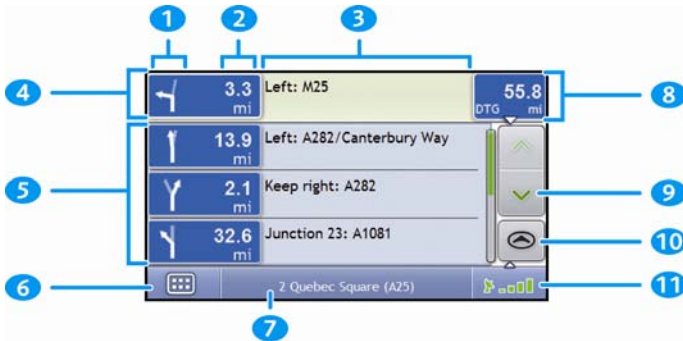 1 2 3
4 3.3 mi Left: M25 55.8 DTG mi 8
5 13.9 mi Left: A282/Canterbury Way
2.1 mi Keep right: A282 9
32.6 mi Junction 23: A1081 10
6 2 Quebec Square (A25) 11
7